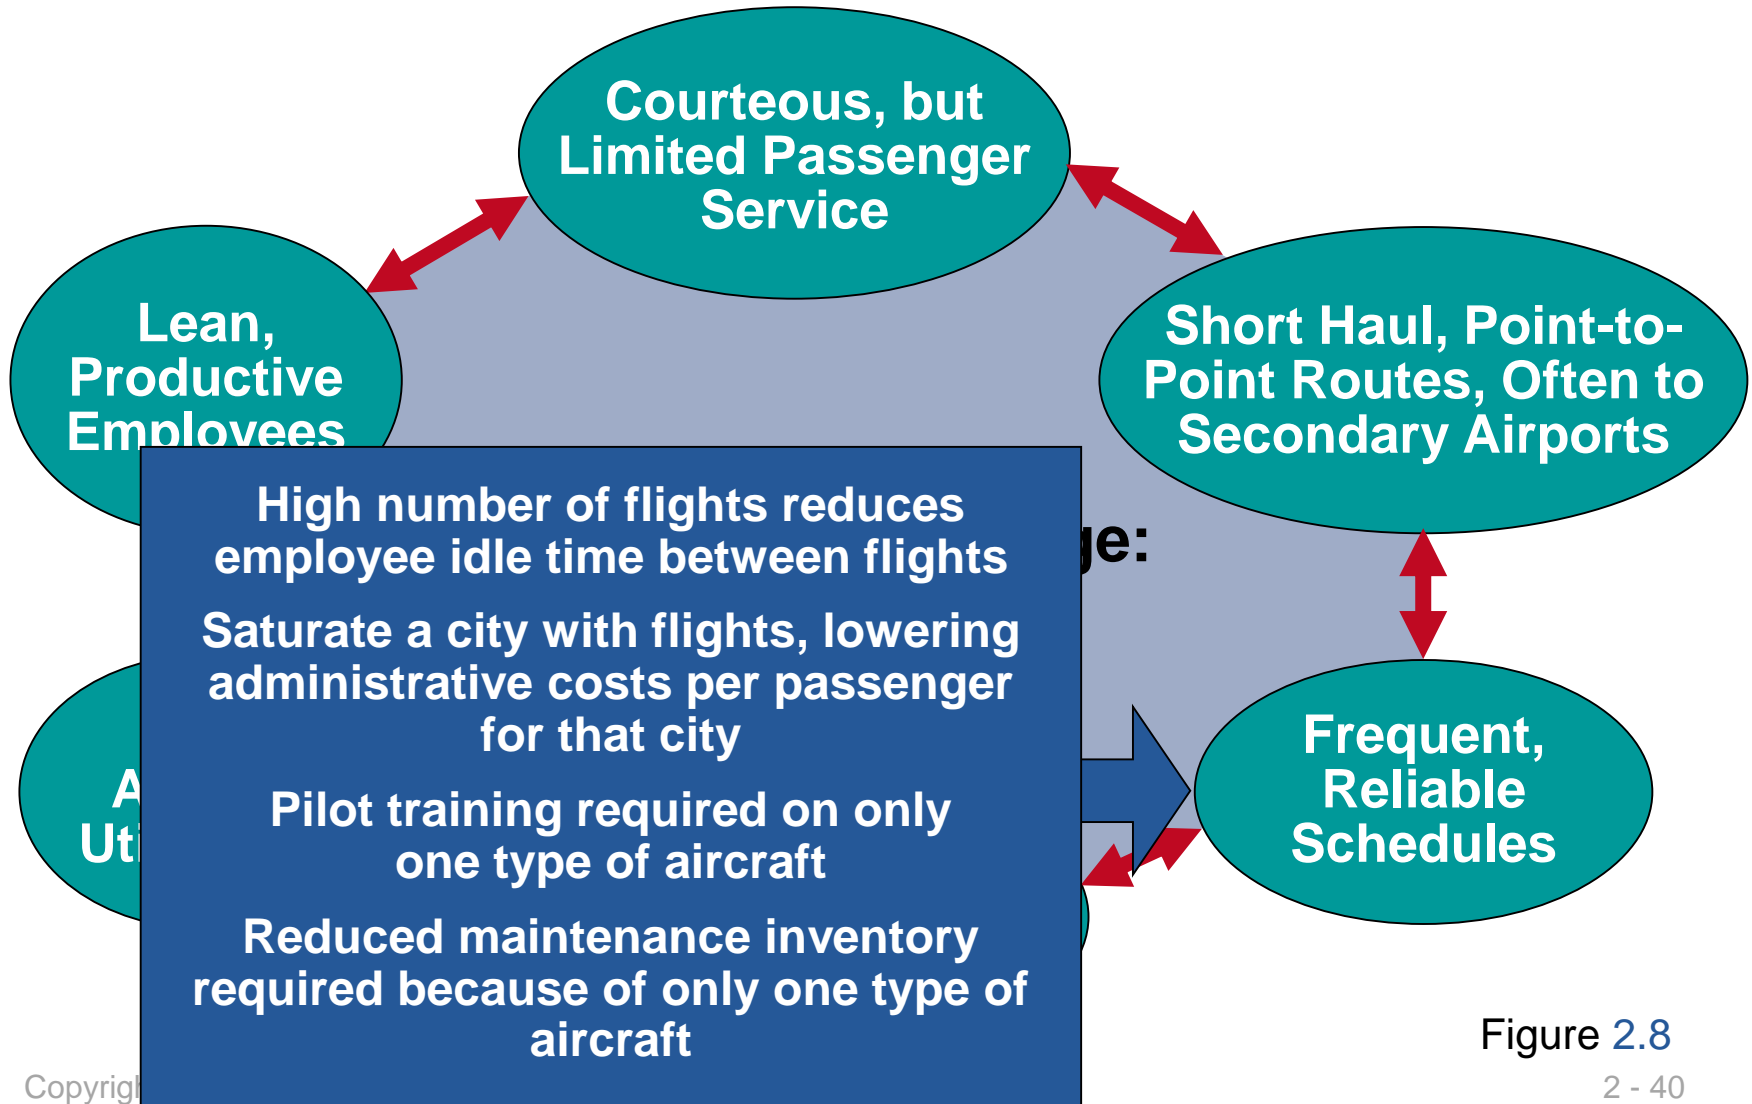 Courteous, but
Limited Passenger
Service
Lean,
Productive
Employees
Short Haul, Point-to-
Point Routes, Often to
Secondary Airports
High number of flights reduces
employee idle time between flights
Saturate a city with flights, lowering
administrative costs per passenger
for that city
Pilot training required on only
one type of aircraft
Reduced maintenance inventory
required because of only one type of
aircraft
Frequent,
Reliable
Schedules
Figure 2.8
2 - 40